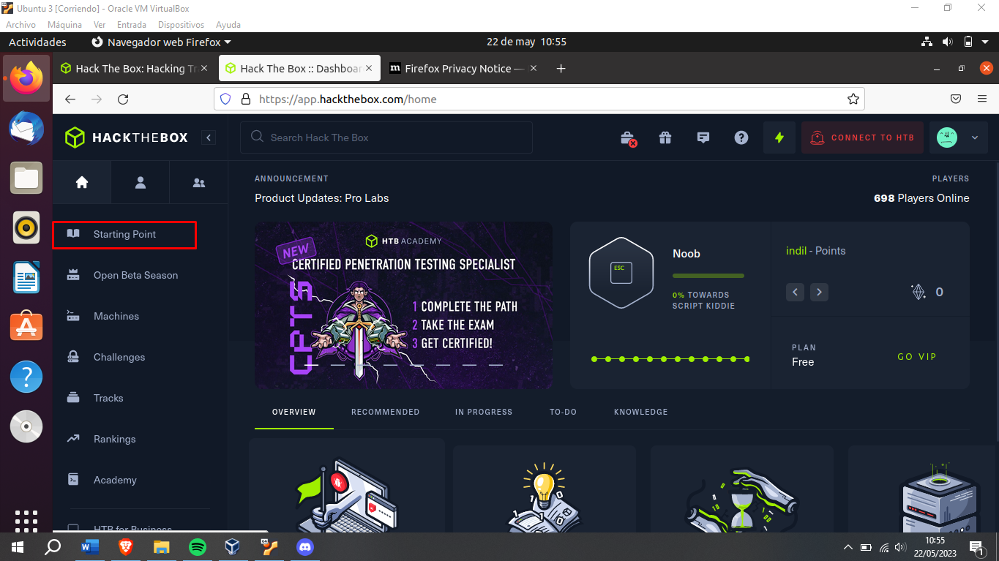 Ubuntu 3 [Corriendo] - Oracle VM VirtualBox
Archivo Máquina Ver Entrada Dispositivos Ayuda
Actividades Navegador web Firefox 22 de may 10:55
Hack The Box: Hacking Tr Hack The Box :: Dashboar Firefox Privacy Notice —
https://app.hackthebox.com/home
HACKTHEBOX
Search Hack The Box
CONNECT TO HTB
ANNOUNCEMENT
Product Updates: Pro Labs
PLAYERS
698 Players Online
Starting Point
Open Beta Season
Machines
Challenges
Tracks
Rankings
Academy
HTB for Business
HTB ACADEMY
NEW
CERTIFIED PENETRATION TESTING SPECIALIST
CPTS
1 COMPLETE THE PATH
2 TAKE THE EXAM
3 GET CERTIFIED!
ESC
Noob
0% TOWARDS
SCRIPT KIDDIE
indil - Points
0
PLAN
Free
GO VIP
OVERVIEW RECOMMENDED IN PROGRESS TO-DO KNOWLEDGE
10:55
22/05/2023
1